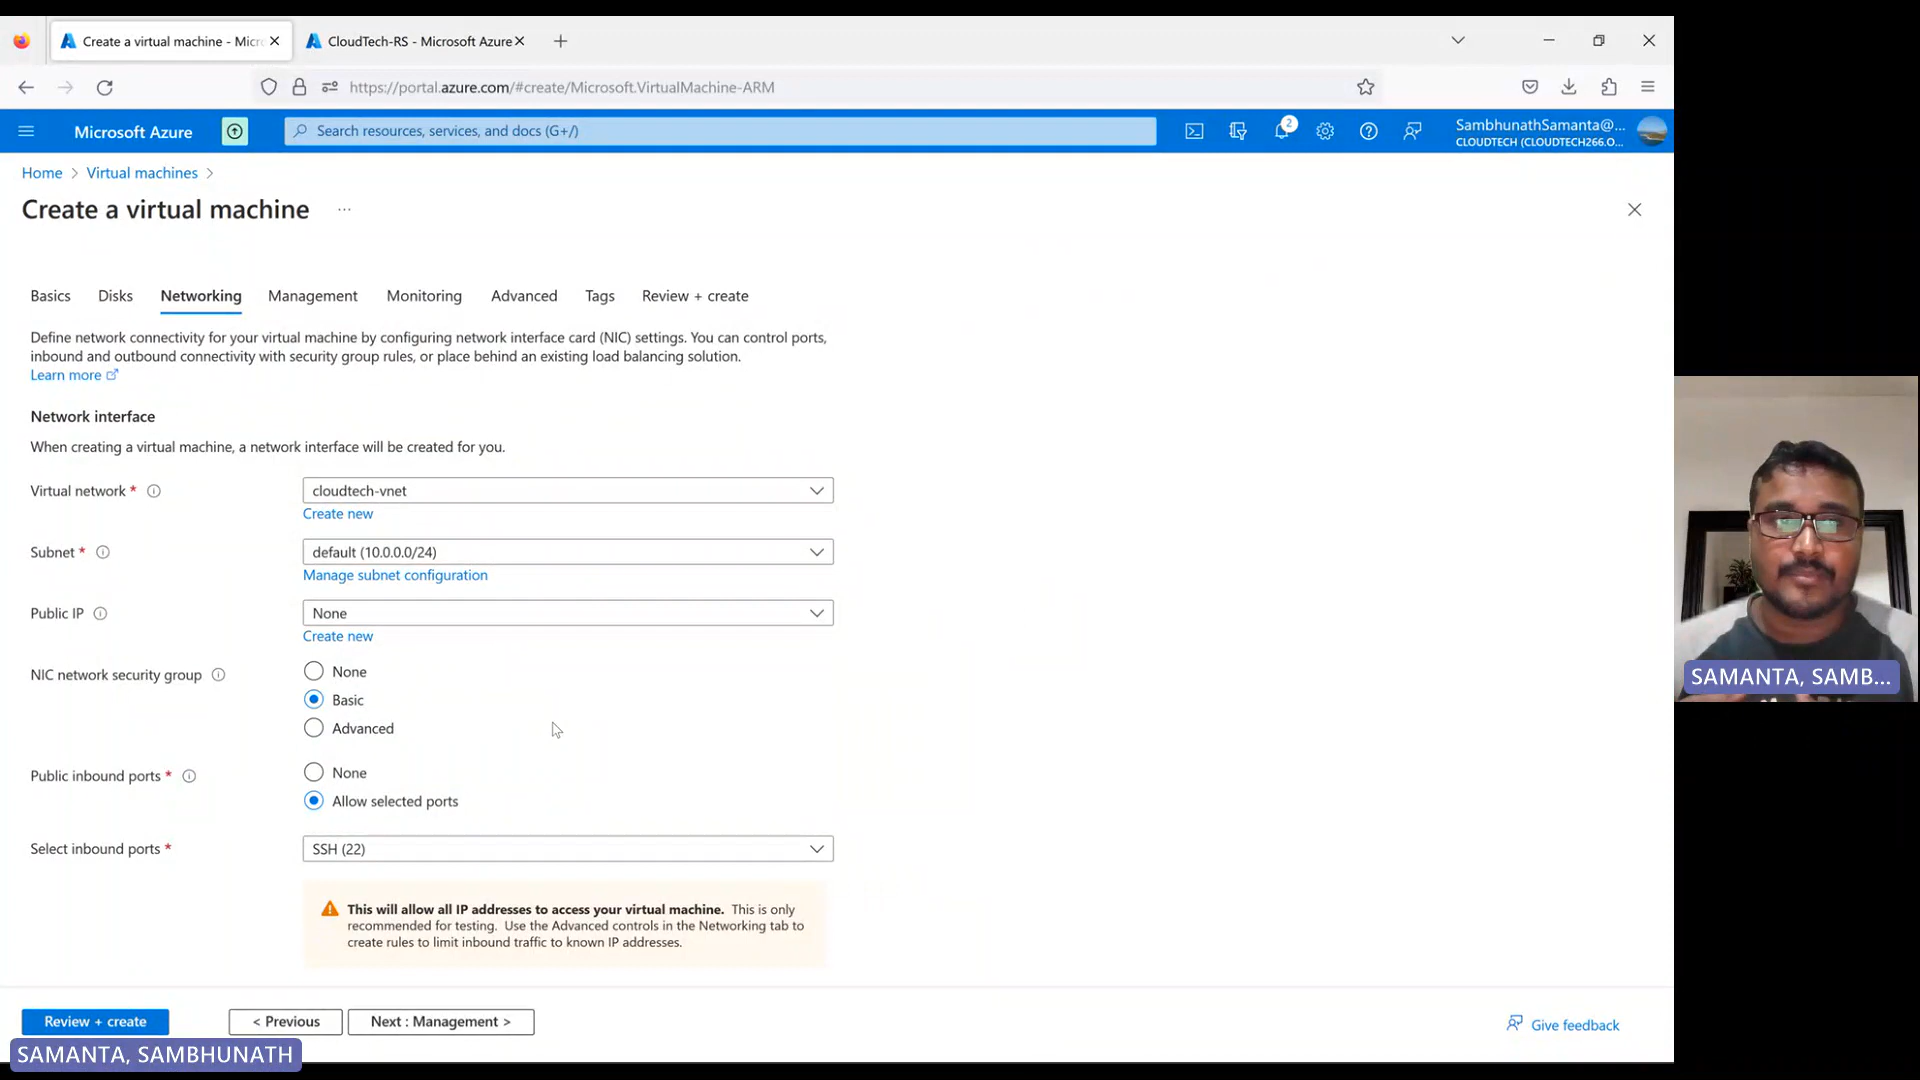 Create a virtual machine - Micr
CloudTech-RS - Microsoft Azure
https://portal.azure.com/#create/Microsoft.VirtualMachine-ARM
Microsoft Azure
Search resources, services, and docs (G+/)
2
SambhunathSamanta@...
CLOUDTECH (CLOUDTECH266.O...
Home > Virtual machines >
Create a virtual machine ...
Basics Disks Networking Management Monitoring Advanced Tags Review + create
Define network connectivity for your virtual machine by configuring network interface card (NIC) settings. You can control ports,
inbound and outbound connectivity with security group rules, or place behind an existing load balancing solution.
Learn more
Network interface
When creating a virtual machine, a network interface will be created for you.
Virtual network *
cloudtech-vnet
Create new
Subnet *
default (10.0.0.0/24)
Manage subnet configuration
Public IP
None
Create new
NIC network security group
None
Basic
Advanced
Public inbound ports *
None
Allow selected ports
Select inbound ports *
SSH (22)
This will allow all IP addresses to access your virtual machine. This is only
recommended for testing. Use the Advanced controls in the Networking tab to
create rules to limit inbound traffic to known IP addresses.
Review + create
< Previous
Next : Management >
Give feedback
SAMANTA, SAMBHUNATH
SAMANTA, SAMB...